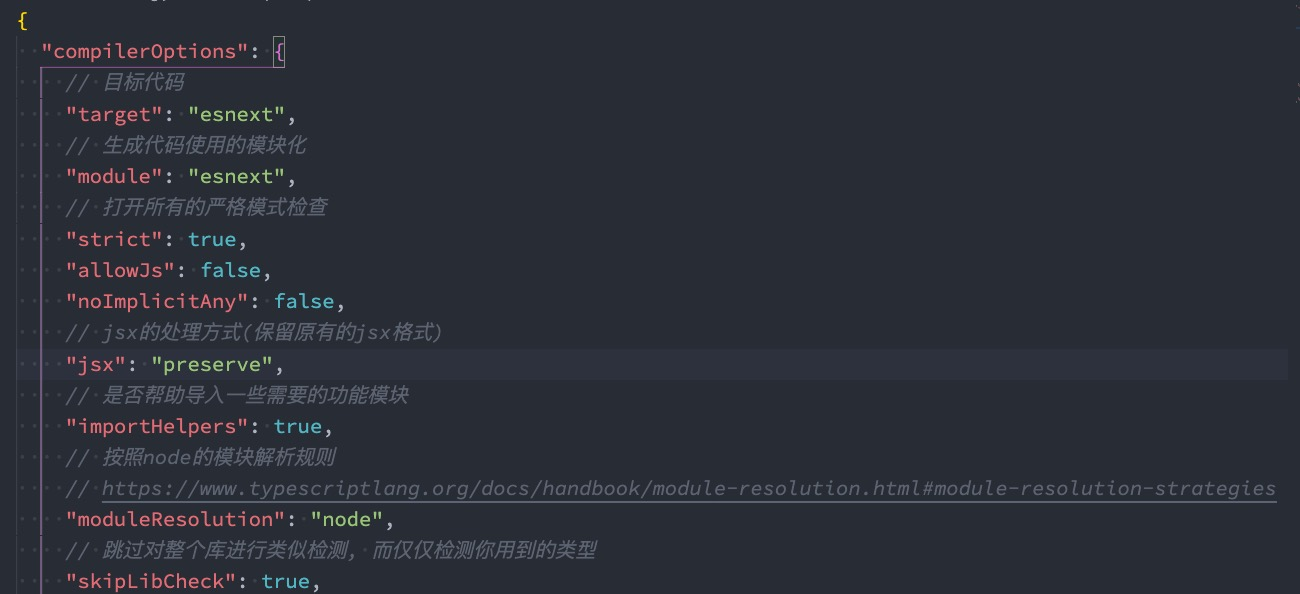 {
"compilerOptions": {
// 目标代码
"target": "esnext",
// 生成代码使用的模块化
"module": "esnext",
// 打开所有的严格模式检查
"strict": true,
"allowJs": false,
"noImplicitAny": false,
// jsx的处理方式(保留原有的jsx格式)
"jsx": "preserve",
// 是否帮助导入一些需要的功能模块
"importHelpers": true,
// 按照node的模块解析规则
// https://www.typescriptlang.org/docs/handbook/module-resolution.html#module-resolution-strategies
"moduleResolution": "node",
// 跳过对整个库进行类似检测, 而仅仅检测你用到的类型
"skipLibCheck": true,